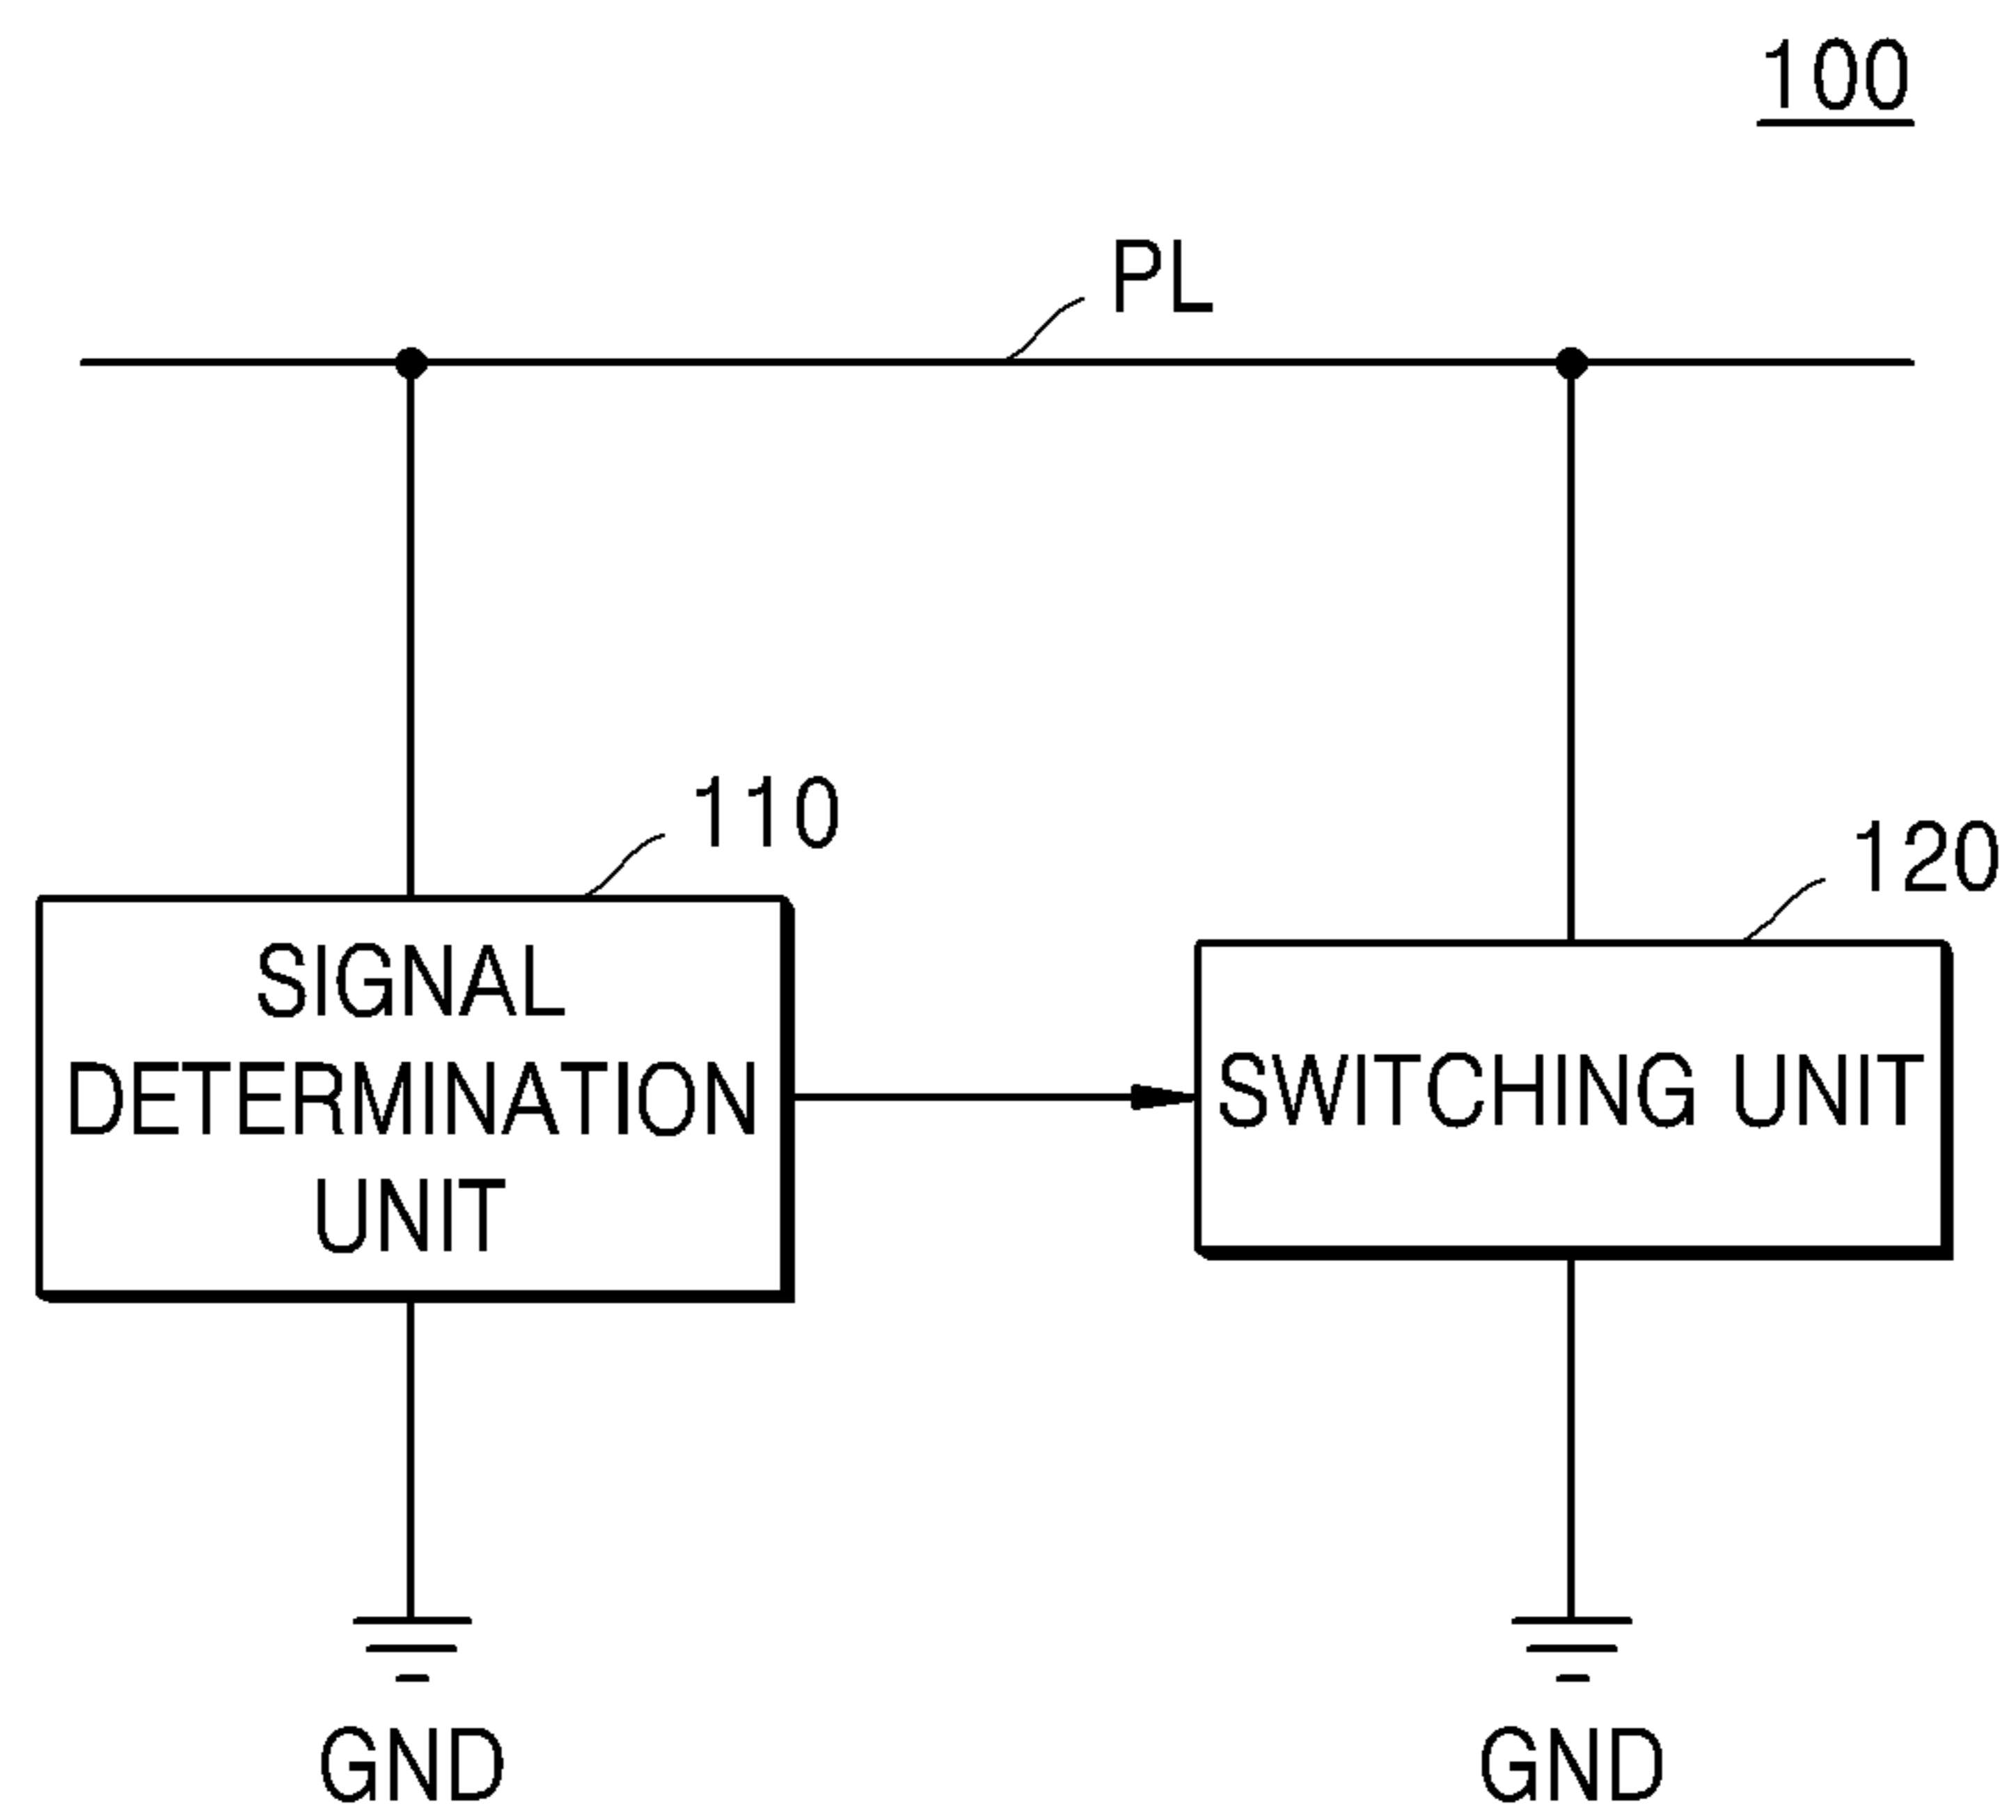 100
PL
110
120
SIGNAL
DETERMINATION
UNIT
SWITCHING UNIT
GND
GND